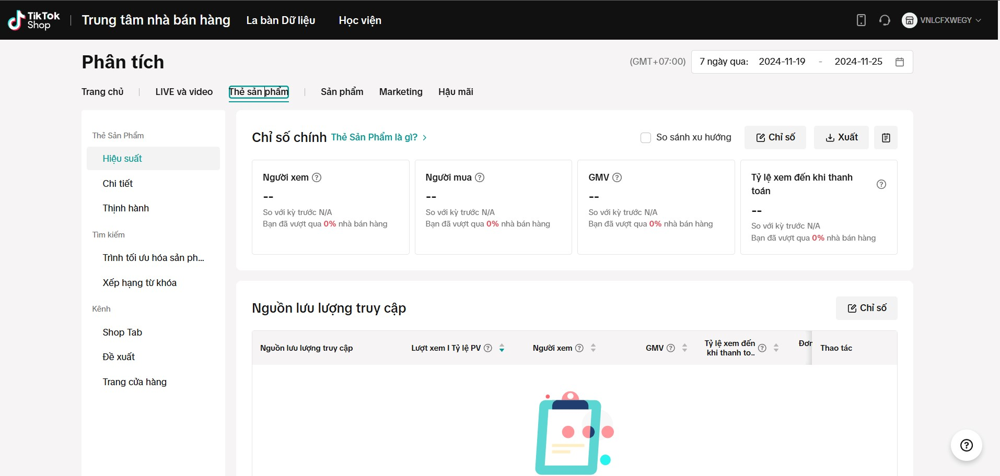 TikTok Shop
Trung tâm nhà bán hàng
La bàn Dữ liệu
Học viện
VNLCFXWEGY
Phân tích
(GMT+07:00)
7 ngày qua: 2024-11-19 - 2024-11-25
Trang chủ
LIVE và video
Thẻ sản phẩm
Sản phẩm
Marketing
Hậu mãi
Thẻ Sản Phẩm
Hiệu suất
Chi tiết
Thịnh hành
Tìm kiếm
Trình tối ưu hóa sản ph...
Xếp hạng từ khóa
Kênh
Shop Tab
Đề xuất
Trang cửa hàng
Chỉ số chính
Thẻ Sản Phẩm là gì?
So sánh xu hướng
Chỉ số
Xuất
Người xem
--
So với kỳ trước N/A
Bạn đã vượt qua 0% nhà bán hàng
Người mua
--
So với kỳ trước N/A
Bạn đã vượt qua 0% nhà bán hàng
GMV
--
So với kỳ trước N/A
Bạn đã vượt qua 0% nhà bán hàng
Tỷ lệ xem đến khi thanh
toán
--
So với kỳ trước N/A
Bạn đã vượt qua 0% nhà bán hàng
Nguồn lưu lượng truy cập
Chỉ số
Nguồn lưu lượng truy cập
Lượt xem I Tỷ lệ PV
Người xem
GMV
Tỷ lệ xem đến
khi thanh to..
Đơn
Thao tác